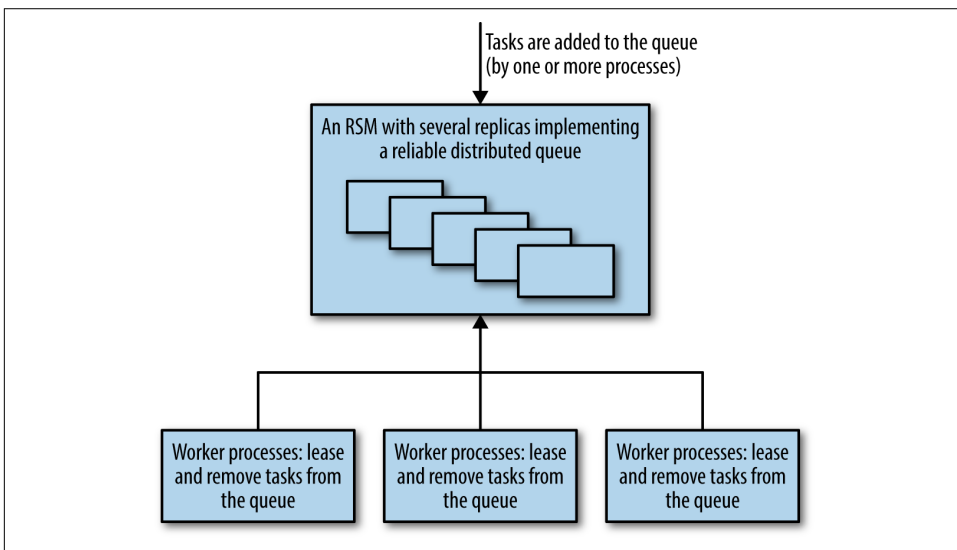 Tasks are added to the queue
(by one or more processes)
An RSM with several replicas implementing
a reliable distributed queue
Worker processes: lease
and remove tasks from
the queue
Worker processes: lease
and remove tasks from
the queue
Worker processes: lease
and remove tasks from
the queue